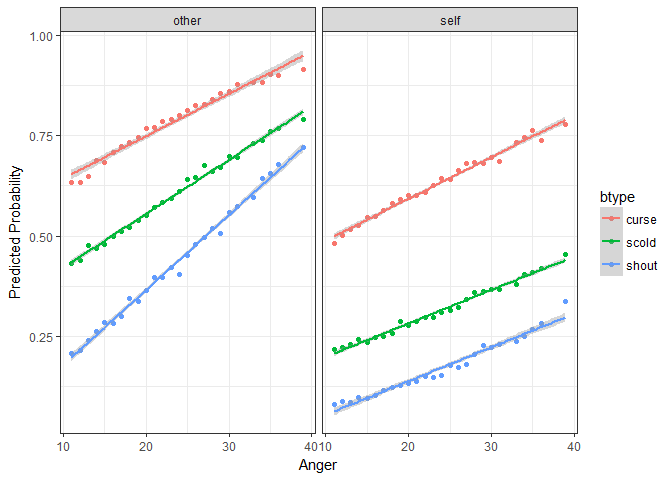 other self
1.00
0.75
0.50
0.25
Predicted Probability
10 20 30 40 10 20 30 40
Anger
btype
curse
scold
shout